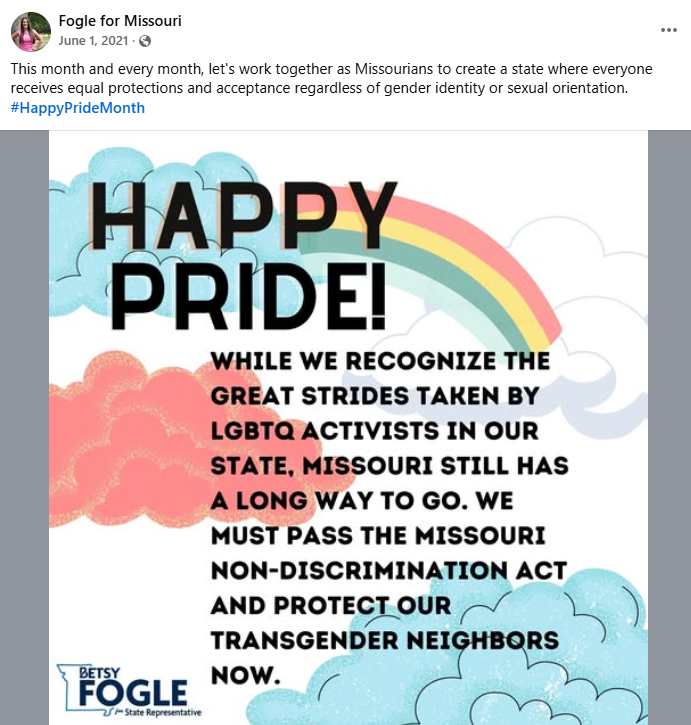 Fogle for Missouri
June 1, 2021 ·
This month and every month, let's work together as Missourians to create a state where everyone
receives equal protections and acceptance regardless of gender identity or sexual orientation.
#HappyPrideMonth
HAPPY
PRIDE!
WHILE WE RECOGNIZE THE
GREAT STRIDES TAKEN BY
LGBTQ ACTIVISTS IN OUR
STATE, MISSOURI STILL HAS
A LONG WAY TO GO. WE
MUST PASS THE MISSOURI
NON-DISCRIMINATION ACT
AND PROTECT OUR
TRANSGENDER NEIGHBORS
NOW.
BETSY
FOGLE
for State Representative